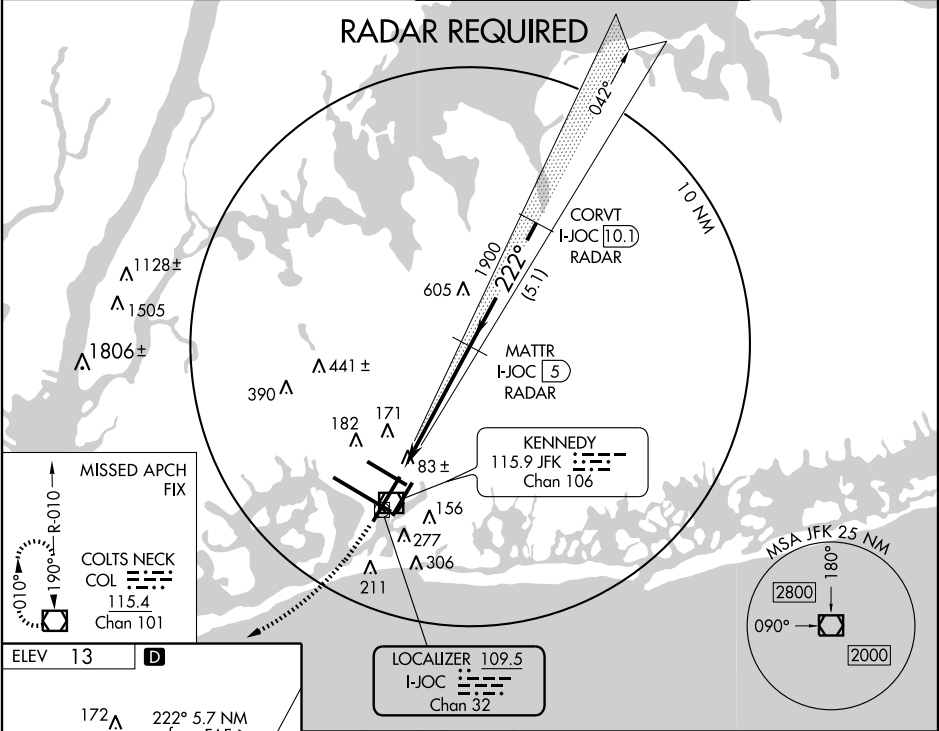 RADAR REQUIRED
042°
10 NM
CORVT
I-JOC 10.1
RADAR
1900
222°
(5.1)
605
1128±
1505
1806±
441±
390
MATTR
I-JOC 5
RADAR
182
171
83±
KENNEDY
115.9 JFK
Chan 106
156
277
306
211
MISSED APCH
FIX
R-010
190°
010°
COLTS NECK
COL
115.4
Chan 101
MSA JFK 25 NM
180°
2800
090°
2000
LOCALIZER 109.5
I-JOC
Chan 32
ELEV 13 D
172
222° 5.7 NM